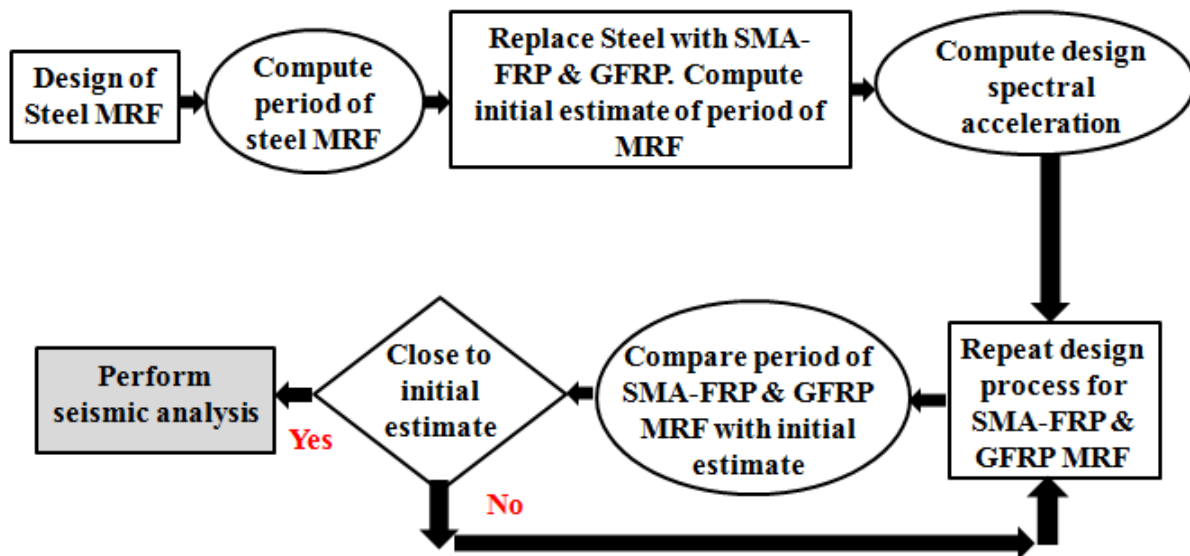 Design of
Steel MRF
Compute
period of
steel MRF
Replace Steel with SMA-
FRP & GFRP. Compute
initial estimate of period of
MRF
Compute design
spectral
acceleration
Repeat design
process for
SMA-FRP &
GFRP MRF
Compare period of
SMA-FRP & GFRP
MRF with initial
estimate
Close to
initial
estimate
Yes
No
Perform
seismic analysis